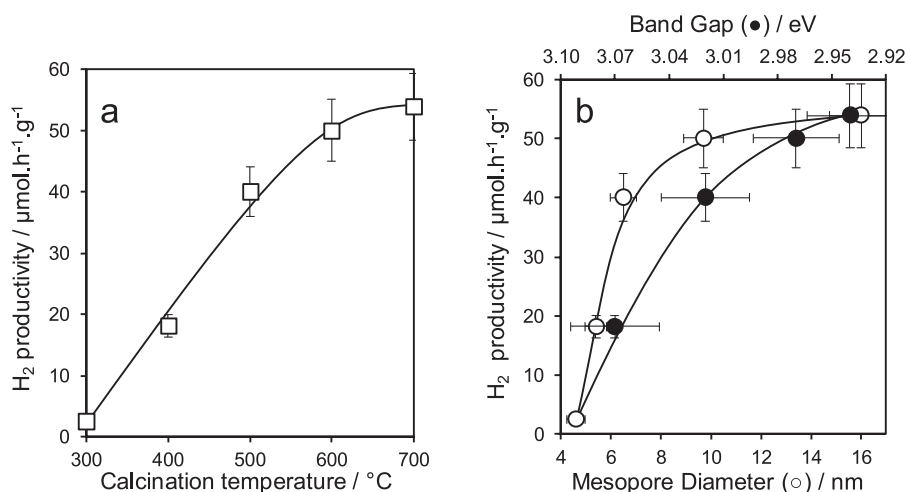 a
H₂ productivity / µmol.h⁻¹.g⁻¹
60
50
40
30
20
10
0
300 400 500 600 700
Calcination temperature / °C
Band Gap (●) / eV
3.10 3.07 3.04 3.01 2.98 2.95 2.92
b
H₂ productivity / µmol.h⁻¹.g⁻¹
60
50
40
30
20
10
0
4 6 8 10 12 14 16
Mesopore Diameter (○) / nm